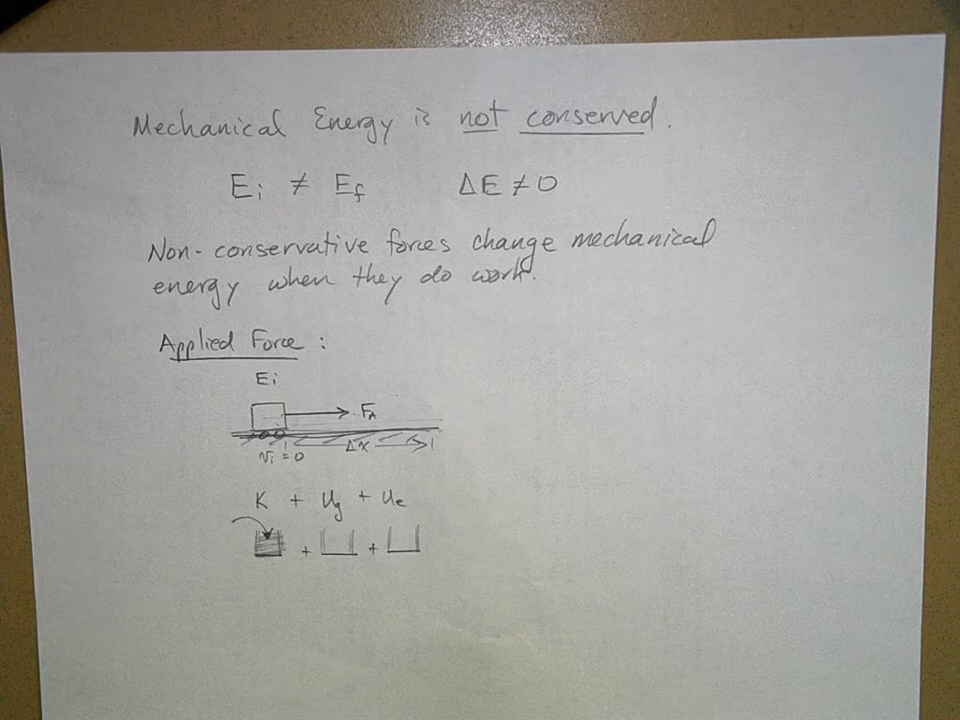 Mechanical Energy is not conserved.
Ei ≠ Ef ΔE ≠ 0
Non-conservative forces change mechanical
energy when they do work.
Applied Force :
Ei
FA
Vi = 0 Δx
K + Ug + Ue
+ +